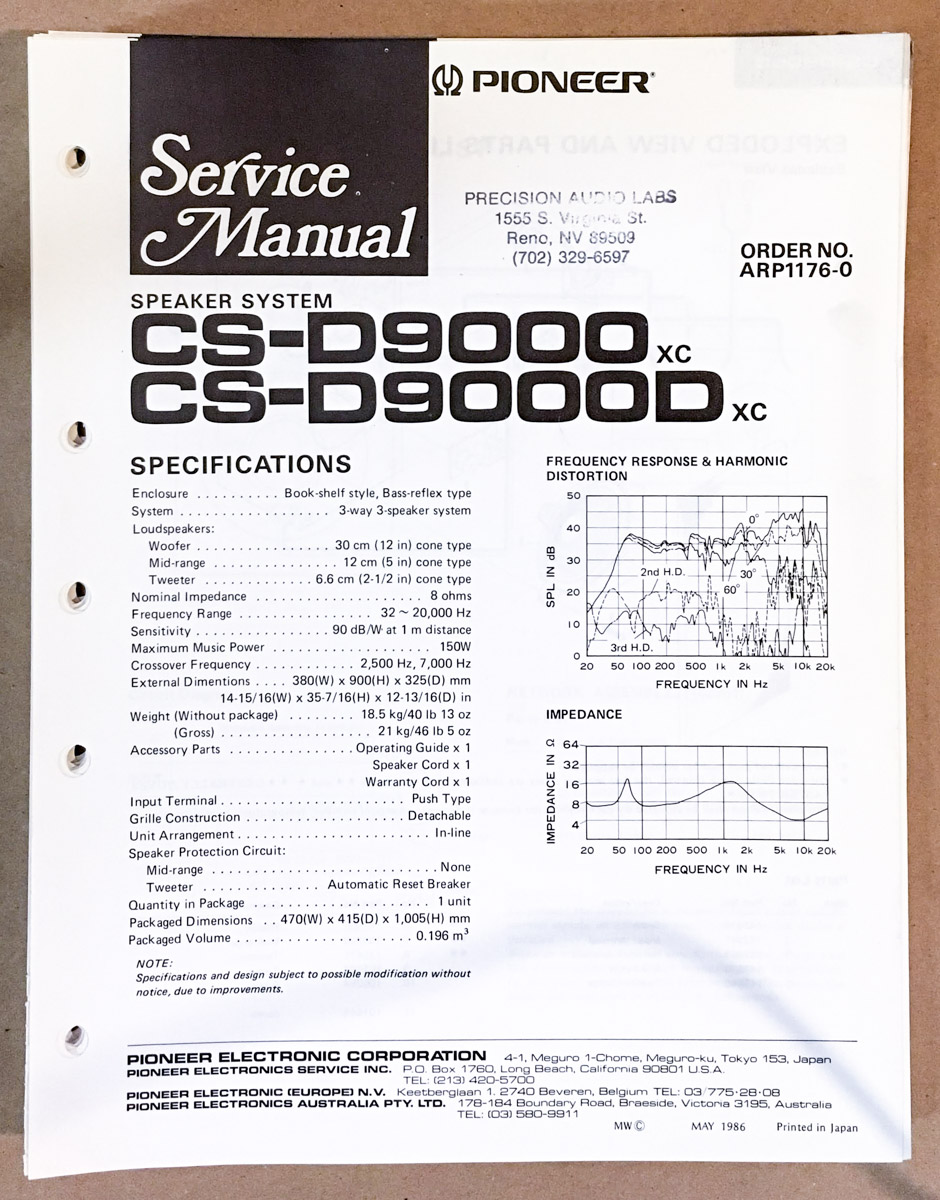 PIONEER®
Service
Manual
PRECISION AUDIO LABS
1555 S. Virginia St.
Reno, NV 89509
(702) 329-6597
ORDER NO.
ARP1176-0
SPEAKER SYSTEM
CS-D9000 XC
CS-D9000D XC
SPECIFICATIONS
Enclosure .......... Book-shelf style, Bass-reflex type
System .................. 3-way 3-speaker system
Loudspeakers:
Woofer ................ 30 cm (12 in) cone type
Mid-range ............... 12 cm (5 in) cone type
Tweeter ............ 6.6 cm (2-1/2 in) cone type
Nominal Impedance .................... 8 ohms
Frequency Range ................ 32 ~ 20,000 Hz
Sensitivity ................ 90 dB/W at 1 m distance
Maximum Music Power ................... 150W
Crossover Frequency ............ 2,500 Hz, 7,000 Hz
External Dimentions .... 380(W) x 900(H) x 325(D) mm
14-15/16(W) x 35-7/16(H) x 12-13/16(D) in
Weight (Without package) ........ 18.5 kg/40 lb 13 oz
(Gross) .................. 21 kg/46 lb 5 oz
Accessory Parts ............... Operating Guide x 1
Speaker Cord x 1
Warranty Cord x 1
Input Terminal ...................... Push Type
Grille Construction ................... Detachable
Unit Arrangement ....................... In-line
Speaker Protection Circuit:
Mid-range ........................... None
Tweeter .............. Automatic Reset Breaker
Quantity in Package ...................... 1 unit
Packaged Dimensions .. 470(W) x 415(D) x 1,005(H) mm
Packaged Volume ..................... 0.196 m³
NOTE:
Specifications and design subject to possible modification without
notice, due to improvements.
FREQUENCY RESPONSE & HARMONIC
DISTORTION
SPL IN dB
50
40
30
20
10
0
0°
30°
60°
2nd H.D.
3rd H.D.
20 50 100 200 500 1k 2k 5k 10k 20k
FREQUENCY IN Hz
IMPEDANCE
IMPEDANCE IN Ω
64
32
16
8
4
20 50 100 200 500 1k 2k 5k 10k 20k
FREQUENCY IN Hz
PIONEER ELECTRONIC CORPORATION 4-1, Meguro 1-Chome, Meguro-ku, Tokyo 153, Japan
PIONEER ELECTRONICS SERVICE INC. P.O. Box 1760, Long Beach, California 90801 U.S.A.
TEL: (213) 420-5700
PIONEER ELECTRONIC (EUROPE) N.V. Keetberglaan 1. 2740 Beveren, Belgium TEL: 03/775·28·08
PIONEER ELECTRONICS AUSTRALIA PTY. LTD. 178-184 Boundary Road, Braeside, Victoria 3195, Australia
TEL: (03) 580-9911
MW © MAY 1986 Printed in Japan